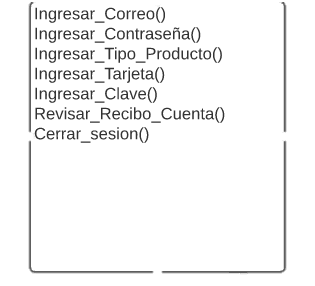 Ingresar_Correo()
Ingresar_Contraseña()
Ingresar_Tipo_Producto()
Ingresar_Tarjeta()
Ingresar_Clave()
Revisar_Recibo_Cuenta()
Cerrar_sesion()